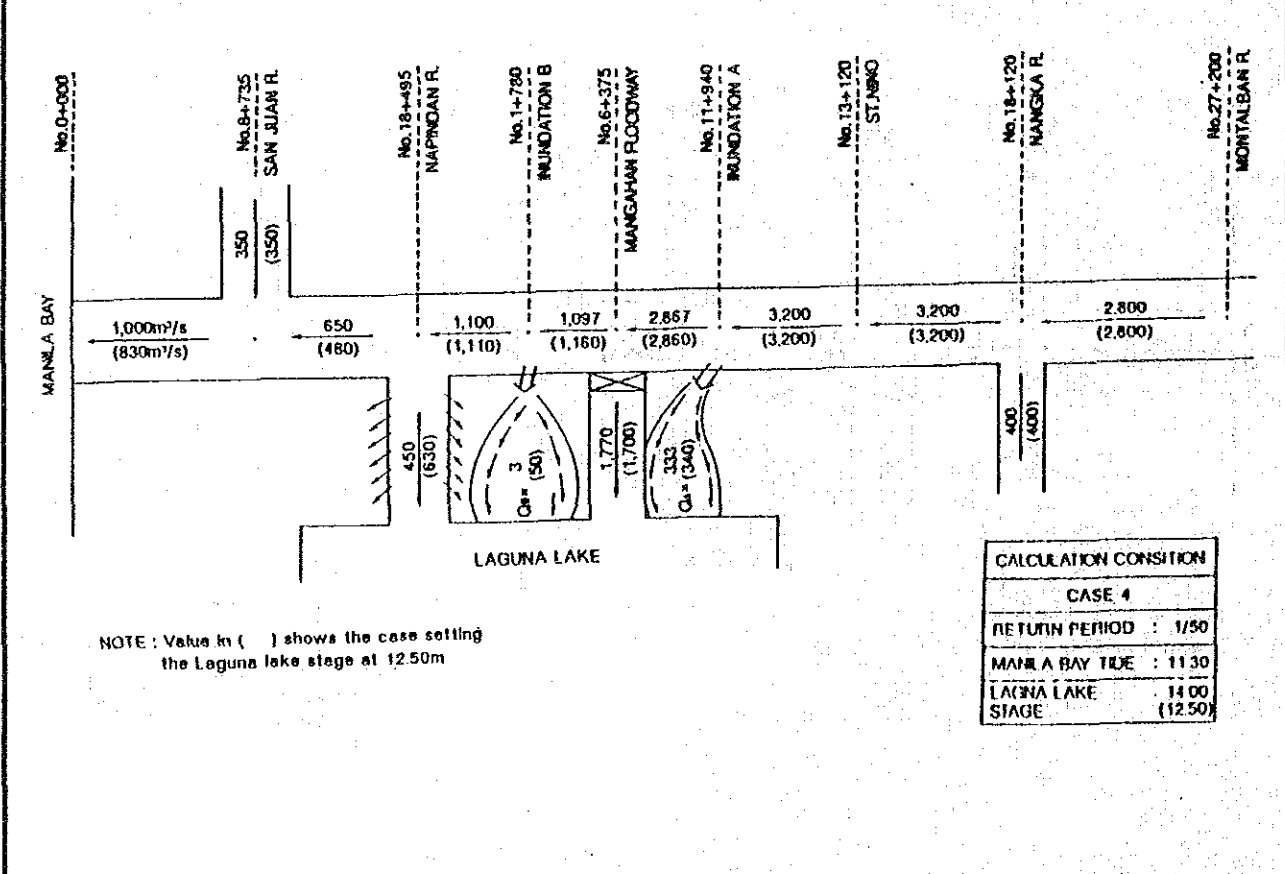 No.0+000
No.8+735
SAN JUAN R.
No.18+495
NAPINDAN R.
No.1+780
INUNDATION B
No.6+375
MANGAHAN FLOODWAY
No.11+940
INUNDATION A
No.13+120
ST.NINO
No.18+120
NANGKA R.
No.27+200
MONTALBAN R.
350
(350)
MANILA BAY
1,000m³/s
(830m³/s)
650
(480)
1,100
(1,110)
1,097
(1,160)
2,867
(2,860)
3,200
(3,200)
3,200
(3,200)
2,800
(2,800)
450
(630)
3
(50)
1,770
(1,700)
333
(340)
400
(400)
LAGUNA LAKE
NOTE : Value in ( ) shows the case setting
the Laguna lake stage at 12.50m
CALCULATION CONSITION
CASE 4
RETURN PERIOD : 1/50
MANILA BAY TIDE : 11.30
LAGNA LAKE STAGE : 14.00
(12.50)